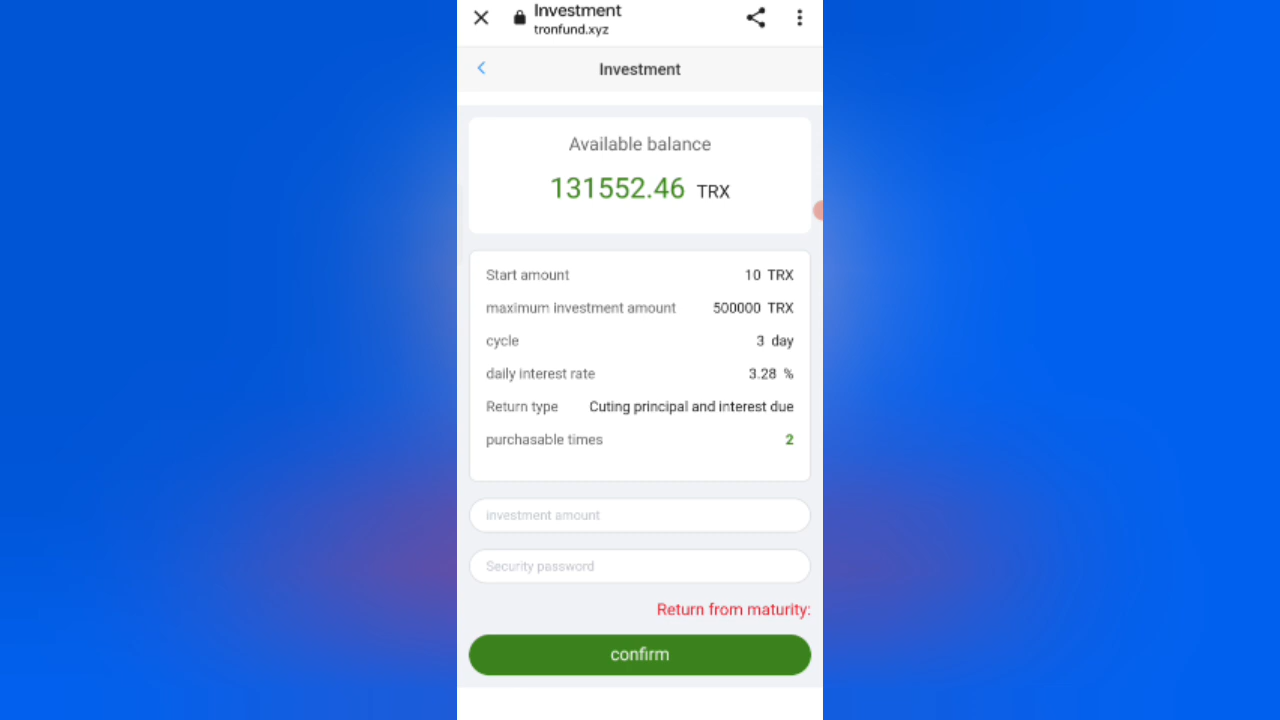 Investment
tronfund.xyz
Investment
Available balance
131552.46 TRX
Start amount 10 TRX
maximum investment amount 500000 TRX
cycle 3 day
daily interest rate 3.28 %
Return type Cuting principal and interest due
purchasable times 2
investment amount
Security password
Return from maturity:
confirm